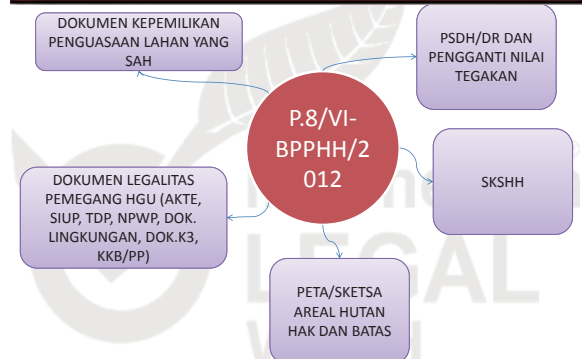 DOKUMEN KEPEMILIKAN
PENGUASAAN LAHAN YANG
SAH
PSDH/DR DAN
PENGGANTI NILAI
TEGAKAN
P.8/VI-
BPPHH/2
012
DOKUMEN LEGALITAS
PEMEGANG HGU (AKTE,
SIUP, TDP, NPWP, DOK.
LINGKUNGAN, DOK.K3,
KKB/PP)
SKSHH
PETA/SKETSA
AREAL HUTAN
HAK DAN BATAS
LEGAL